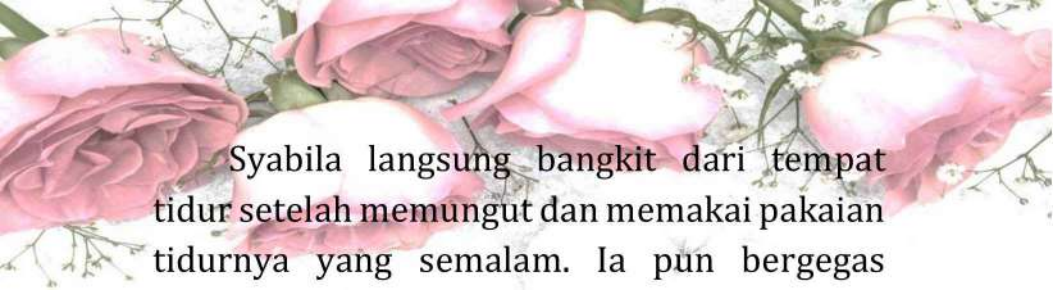 Syabila langsung bangkit dari tempat
tidur setelah memungut dan memakai pakaian
tidurnya yang semalam. Ia pun bergegas